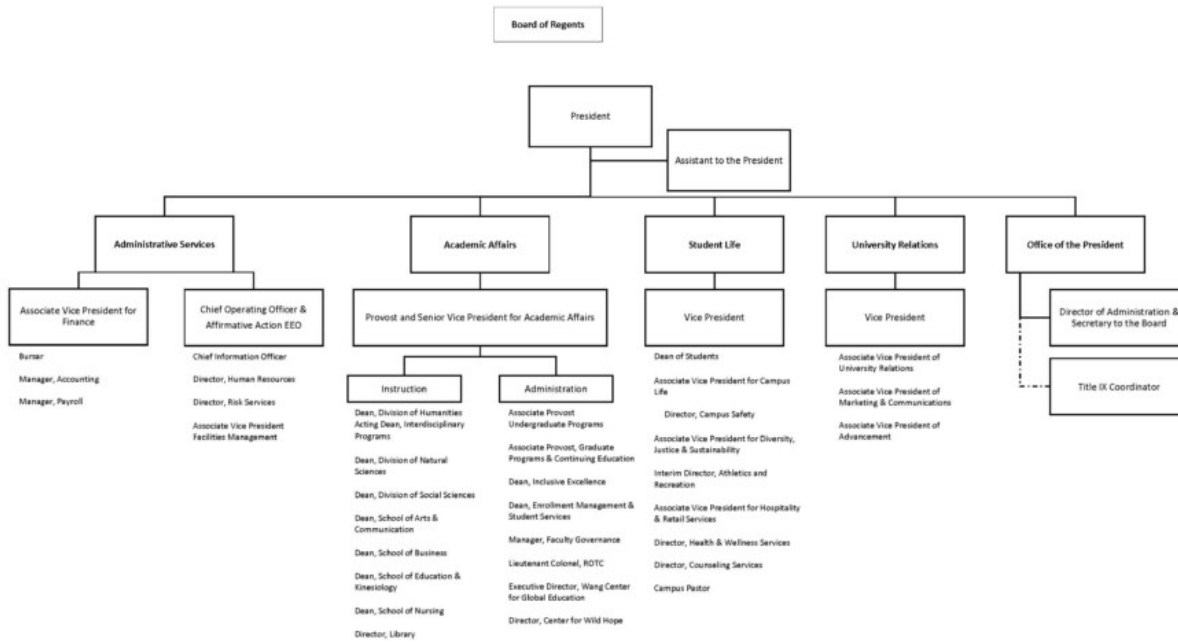 Board of Regents
President
Assistant to the President
Administrative Services
Academic Affairs
Student Life
University Relations
Office of the President
Associate Vice President for
Finance
Bursar
Manager, Accounting
Manager, Payroll
Chief Operating Officer &
Affirmative Action EEO
Chief Information Officer
Director, Human Resources
Director, Risk Services
Associate Vice President
Facilities Management
Provost and Senior Vice President for Academic Affairs
Instruction
Dean, Division of Humanities
Acting Dean, Interdisciplinary
Programs
Dean, Division of Natural
Sciences
Dean, Division of Social Sciences
Dean, School of Arts &
Communication
Dean, School of Business
Dean, School of Education &
Kinesiology
Dean, School of Nursing
Director, Library
Administration
Associate Provost
Undergraduate Programs
Associate Provost, Graduate
Programs & Continuing Education
Dean, Inclusive Excellence
Dean, Enrollment Management &
Student Services
Manager, Faculty Governance
Lieutenant Colonel, ROTC
Executive Director, Wang Center
for Global Education
Director, Center for Wild Hope
Vice President
Dean of Students
Associate Vice President for Campus
Life
Director, Campus Safety
Associate Vice President for Diversity,
Justice & Sustainability
Interim Director, Athletics and
Recreation
Associate Vice President for Hospitality
& Retail Services
Director, Health & Wellness Services
Director, Counseling Services
Campus Pastor
Vice President
Associate Vice President of
University Relations
Associate Vice President of
Marketing & Communications
Associate Vice President of
Advancement
Director of Administration &
Secretary to the Board
Title IX Coordinator